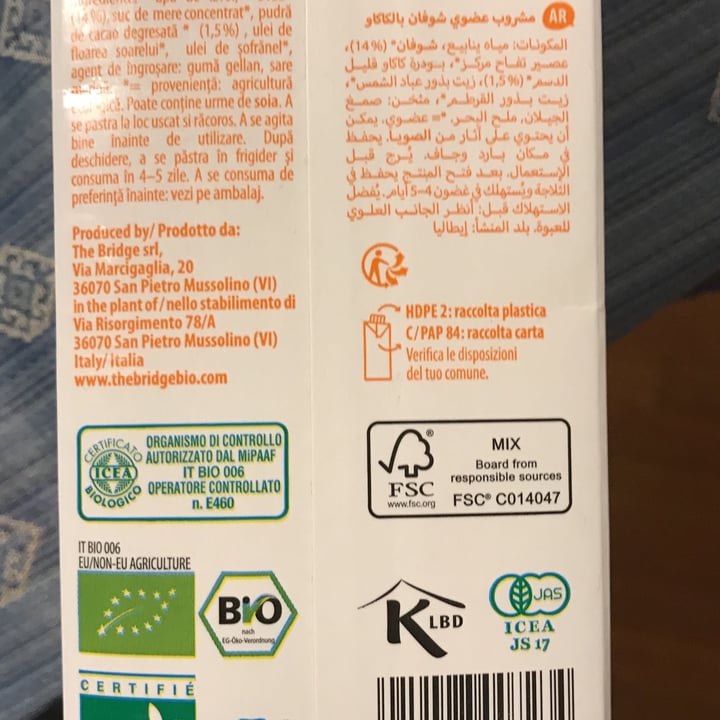 (14%), suc de mere concentrat*, pudră
de cacao degresată * (1,5%) , ulei de
floarea soarelui*, ulei de șofrănel*,
agent de îngroșare: gumă gellan, sare
*= proveniență: agricultură
Poate conține urme de soia. A
se păstra la loc uscat si răcoros. A se agita
bine înainte de utilizare. După
deschidere, a se păstra în frigider și
consuma în 4–5 zile. A se consuma de
preferință înainte: vezi pe ambalaj.
Produced by/ Prodotto da:
The Bridge srl,
Via Marcigaglia, 20
36070 San Pietro Mussolino (VI)
in the plant of/nello stabilimento di
Via Risorgimento 78/A
36070 San Pietro Mussolino (VI)
Italy/ italia
www.thebridgebio.com
CERTIFICATO
ICEA
BIOLOGICO
ORGANISMO DI CONTROLLO
AUTORIZZATO DAL MiPAAF
IT BIO 006
OPERATORE CONTROLLATO
n. E460
IT BIO 006
EU/NON-EU AGRICULTURE
BIO
nach
EG-Öko-Verordnung
CERTIFIÉ
AR مشروب عضوي شوفان بالكاكاو
المكونات: مياه ينابيع، شوفان* (14%)،
عصير تفاح مركز*، بودرة كاكاو قليل
الدسم *(1,5%)، زيت بذور عباد الشمس*،
زيت بذور القرطم*، مثخن: صمغ
الجيلان، ملح البحر. *= عضوي. يمكن
أن يحتوي على آثار من الصويا. يحفظ
في مكان بارد وجاف. يُرج قبل
الإستعمال. بعد فتح المنتج يحفظ في
الثلاجة ويُستهلك في غضون 4–5 أيام. يُفضل
الاستهلاك قبل: أنظر الجانب العلوي
للعبوة. بلد المنشأ: إيطاليا
HDPE 2: raccolta plastica
C/PAP 84: raccolta carta
Verifica le disposizioni
del tuo comune.
FSC®
www.fsc.org
MIX
Board from
responsible sources
FSC® C014047
K LBD
JAS
ICEA
JS 17